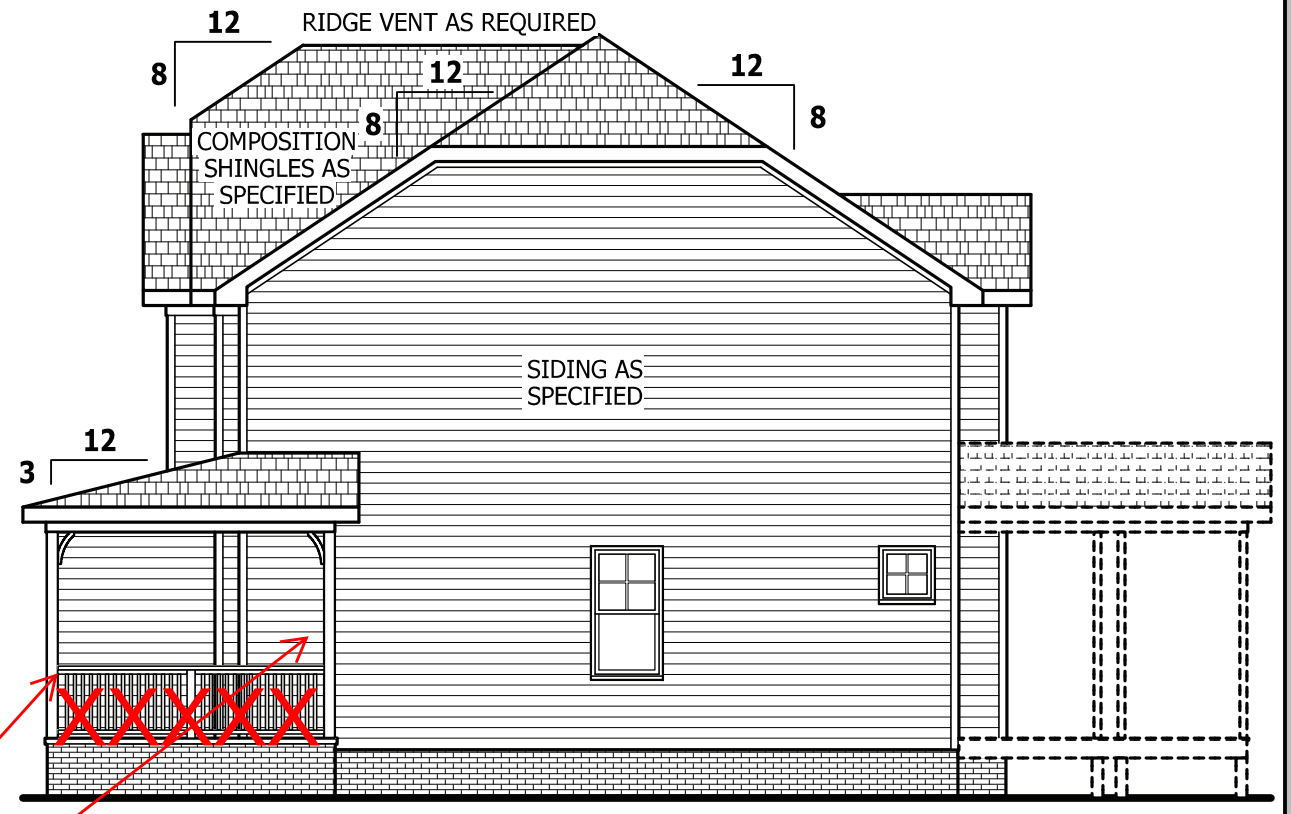 12
RIDGE VENT AS REQUIRED
8
12
8
12
8
COMPOSITION
SHINGLES AS
SPECIFIED
SIDING AS
SPECIFIED
12
3